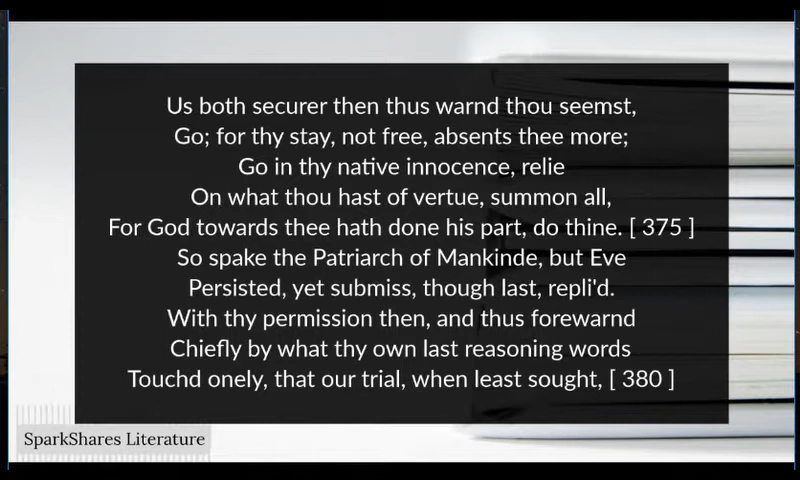 Us both securer then thus warnd thou seemst,
Go; for thy stay, not free, absents thee more;
Go in thy native innocence, relie
On what thou hast of vertue, summon all,
For God towards thee hath done his part, do thine. [ 375 ]
So spake the Patriarch of Mankinde, but Eve
Persisted, yet submiss, though last, repli'd.
With thy permission then, and thus forewarnd
Chiefly by what thy own last reasoning words
Touchd onely, that our trial, when least sought, [ 380 ]
SparkShares Literature